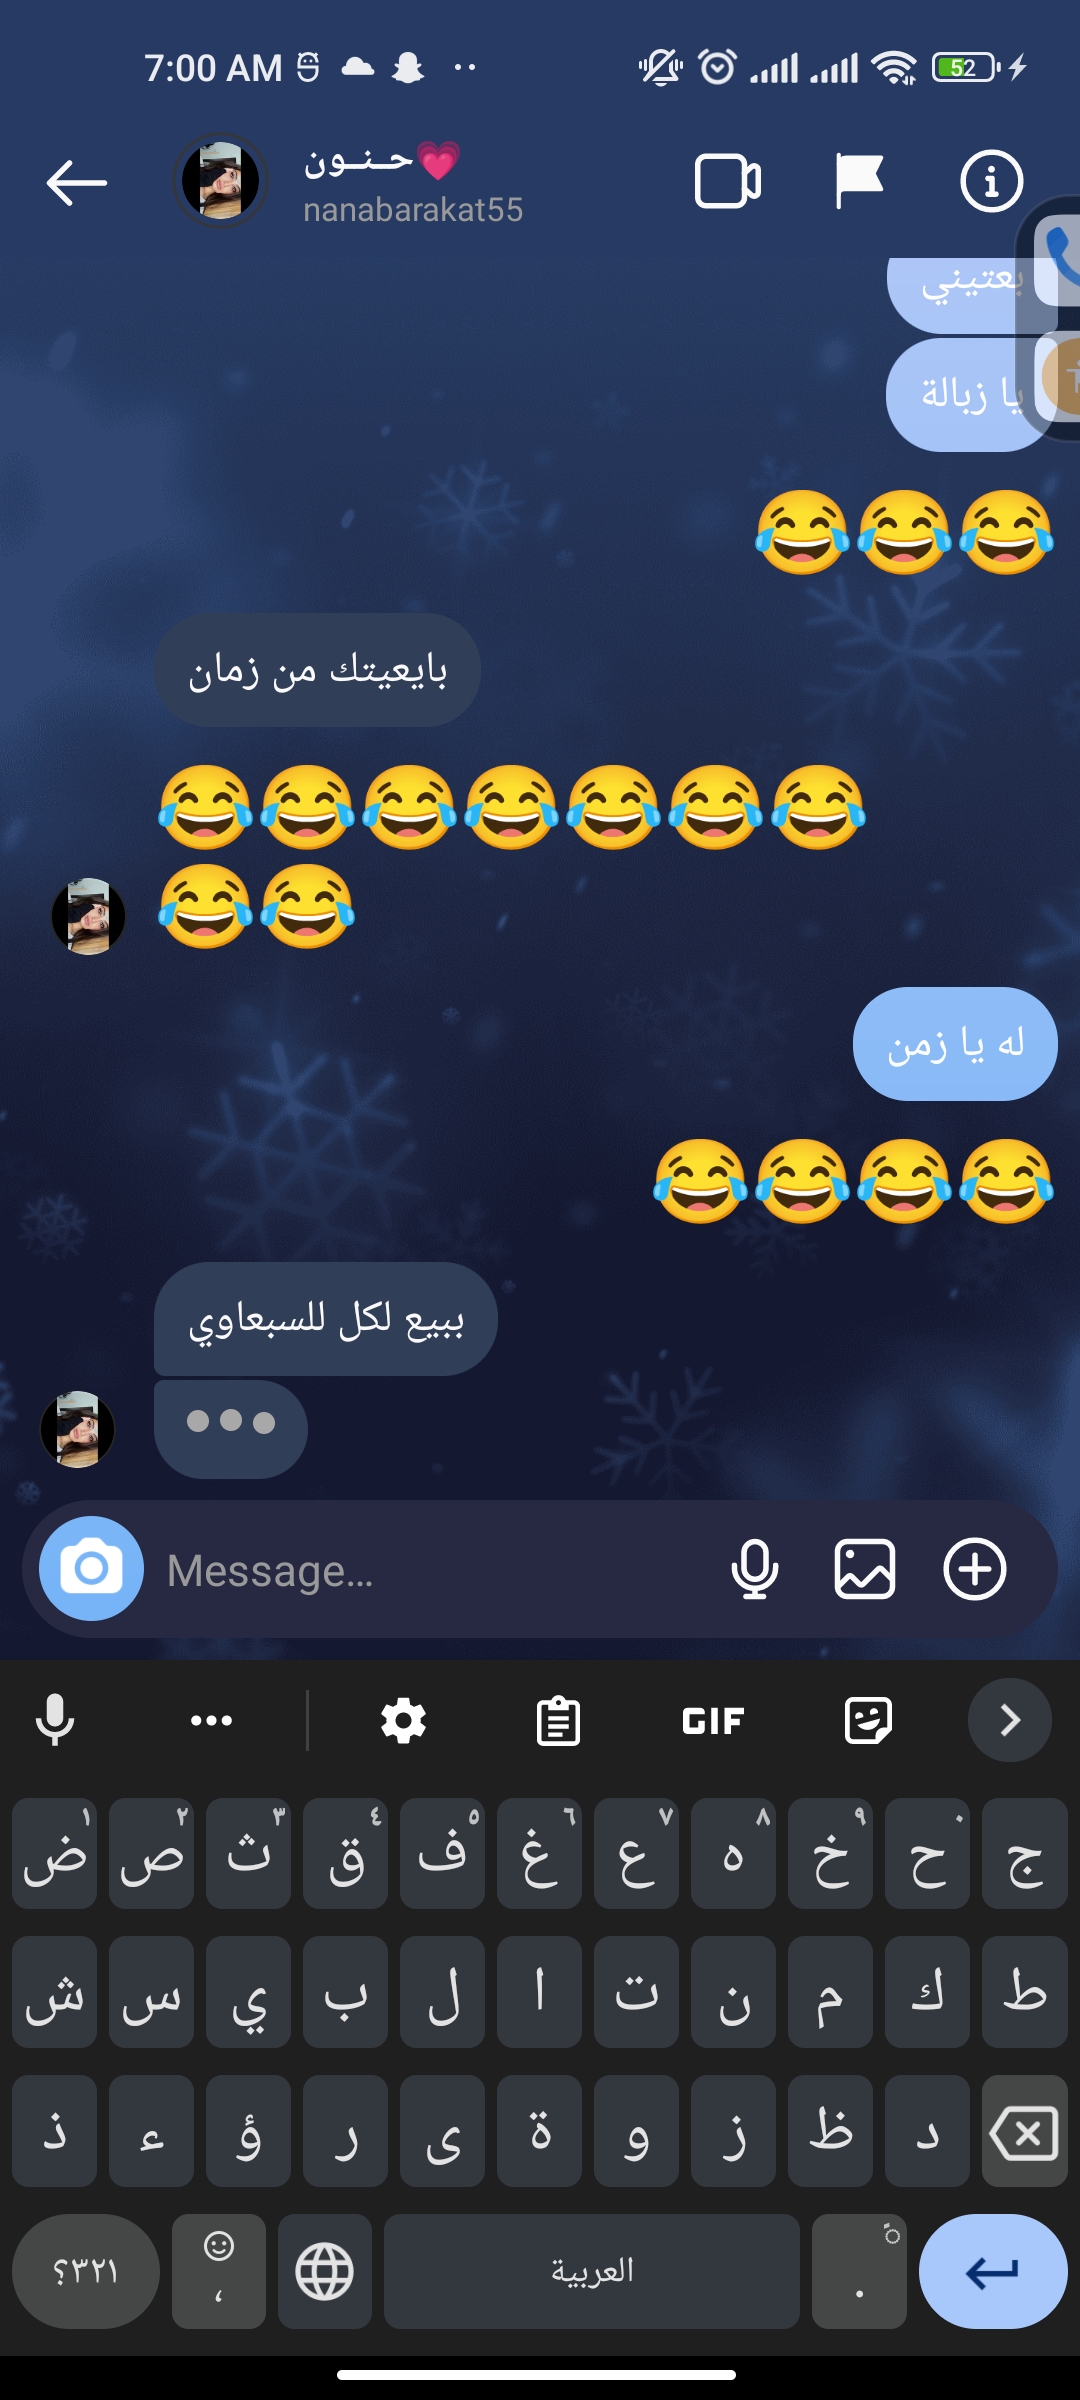 7:00 AM
52
حـنـون💗
nanabarakat55
بعتيني
يا زبالة
😂😂😂
بايعيتك من زمان
😂😂😂😂😂😂😂
😂😂
له يا زمن
😂😂😂😂
ببيع لكل للسبعاوي
Message...
GIF
ض ص ث ق ف غ ع ه خ ح ج
١ ٢ ٣ ٤ ٥ ٦ ٧ ٨ ٩ ٠
ش س ي ب ل ا ت ن م ك ط
ذ ء ؤ ر ى ة و ز ظ د
؟٣٢١
،
العربية
.